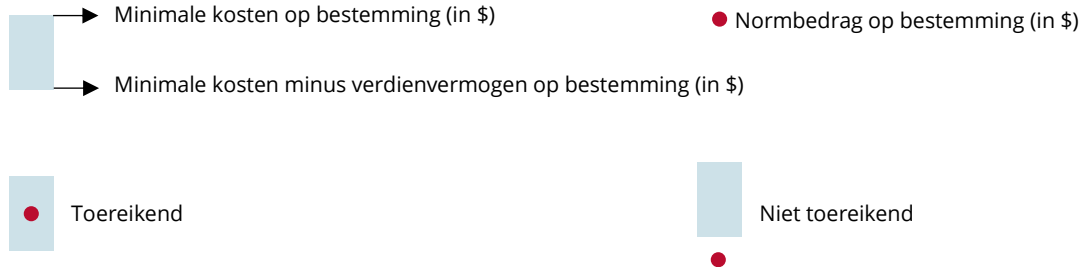 Minimale kosten op bestemming (in $)
Normbedrag op bestemming (in $)
Minimale kosten minus verdienvermogen op bestemming (in $)
Toereikend
Niet toereikend